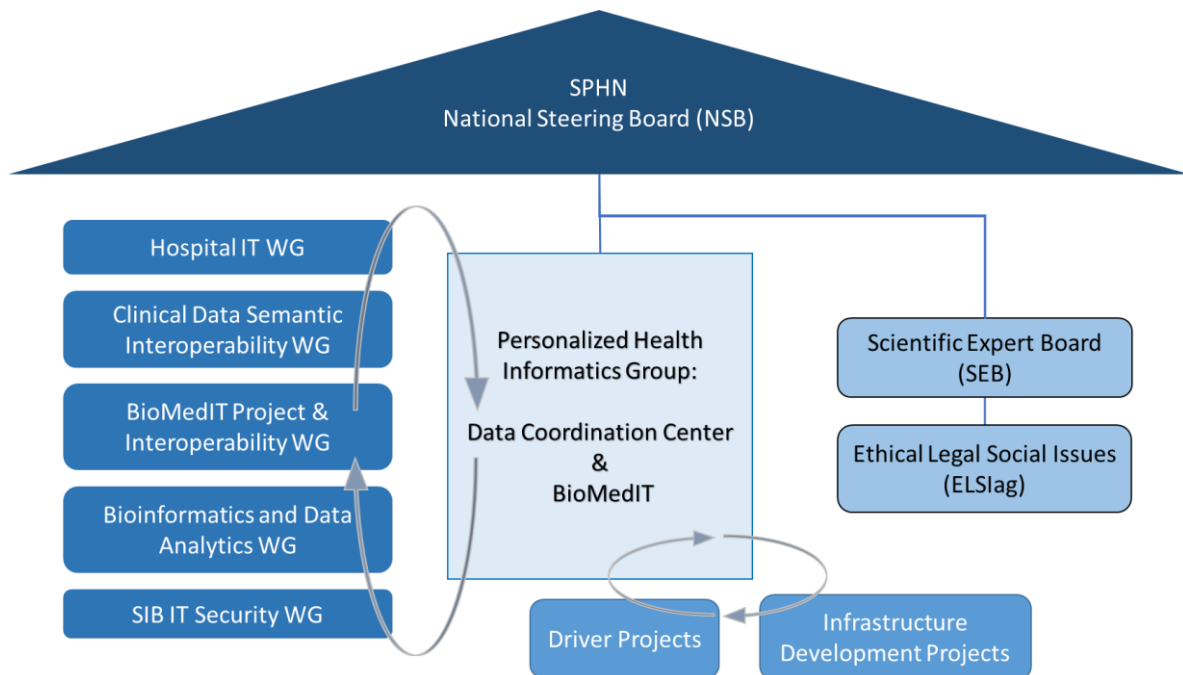 SPHN
National Steering Board (NSB)
Hospital IT WG
Clinical Data Semantic
Interoperability WG
BioMedIT Project &
Interoperability WG
Bioinformatics and Data
Analytics WG
SIB IT Security WG
Personalized Health
Informatics Group:
Data Coordination Center
&
BioMedIT
Scientific Expert Board
(SEB)
Ethical Legal Social Issues
(ELSIag)
Driver Projects
Infrastructure
Development Projects